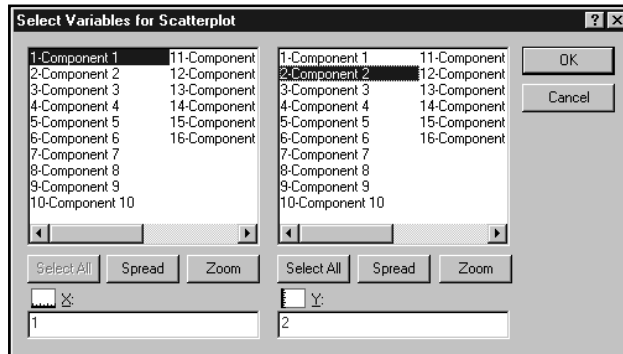 Select Variables for Scatterplot
1-Component 1 11-Component
2-Component 2 12-Component
3-Component 3 13-Component
4-Component 4 14-Component
5-Component 5 15-Component
6-Component 6 16-Component
7-Component 7
8-Component 8
9-Component 9
10-Component 10
Select All Spread Zoom
X:
1
1-Component 1 11-Component
2-Component 2 12-Component
3-Component 3 13-Component
4-Component 4 14-Component
5-Component 5 15-Component
6-Component 6 16-Component
7-Component 7
8-Component 8
9-Component 9
10-Component 10
Select All Spread Zoom
Y:
2
OK
Cancel